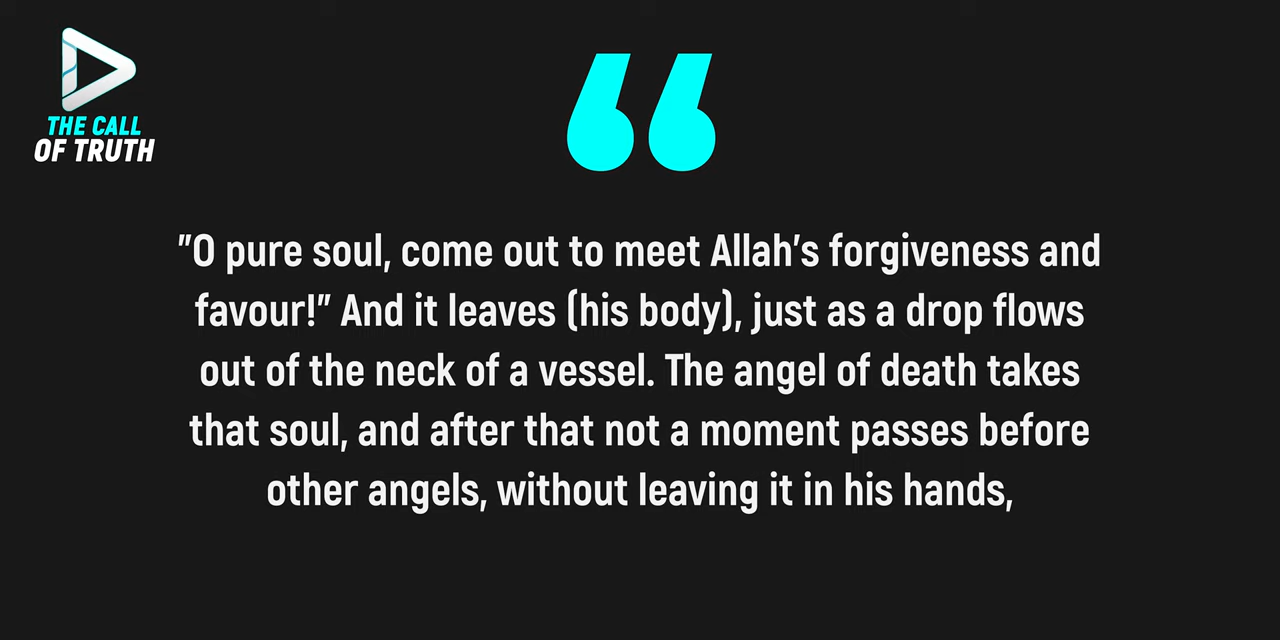 THE CALL
OF TRUTH
“
"O pure soul, come out to meet Allah's forgiveness and
favour!" And it leaves (his body), just as a drop flows
out of the neck of a vessel. The angel of death takes
that soul, and after that not a moment passes before
other angels, without leaving it in his hands,